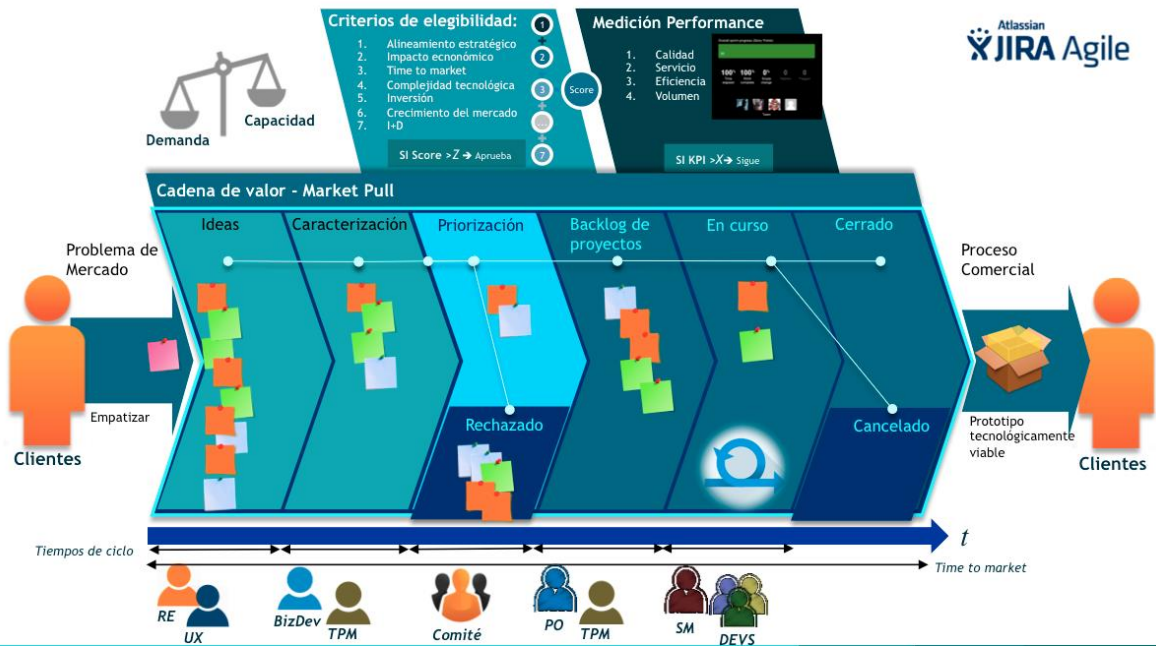 Criterios de elegibilidad:
1. Alineamiento estratégico
2. Impacto ecnonómico
3. Time to market
4. Complejidad tecnológica
5. Inversión
6. Crecimiento del mercado
7. I+D
SI Score >Z → Aprueba
1
+
2
3
+
+
7
Score
Medición Performance
1. Calidad
2. Servicio
3. Eficiencia
4. Volumen
100%
100%
0%
SI KPI >X→ Sigue
Atlassian
JIRA Agile
Demanda
Capacidad
Cadena de valor - Market Pull
Ideas
Caracterización
Priorización
Backlog de
proyectos
En curso
Cerrado
Problema de
Mercado
Empatizar
Clientes
Rechazado
Cancelado
Proceso
Comercial
Prototipo
tecnológicamente
viable
Clientes
Tiempos de ciclo
t
Time to market
RE
UX
BizDev
TPM
Comité
PO
TPM
SM
DEVS